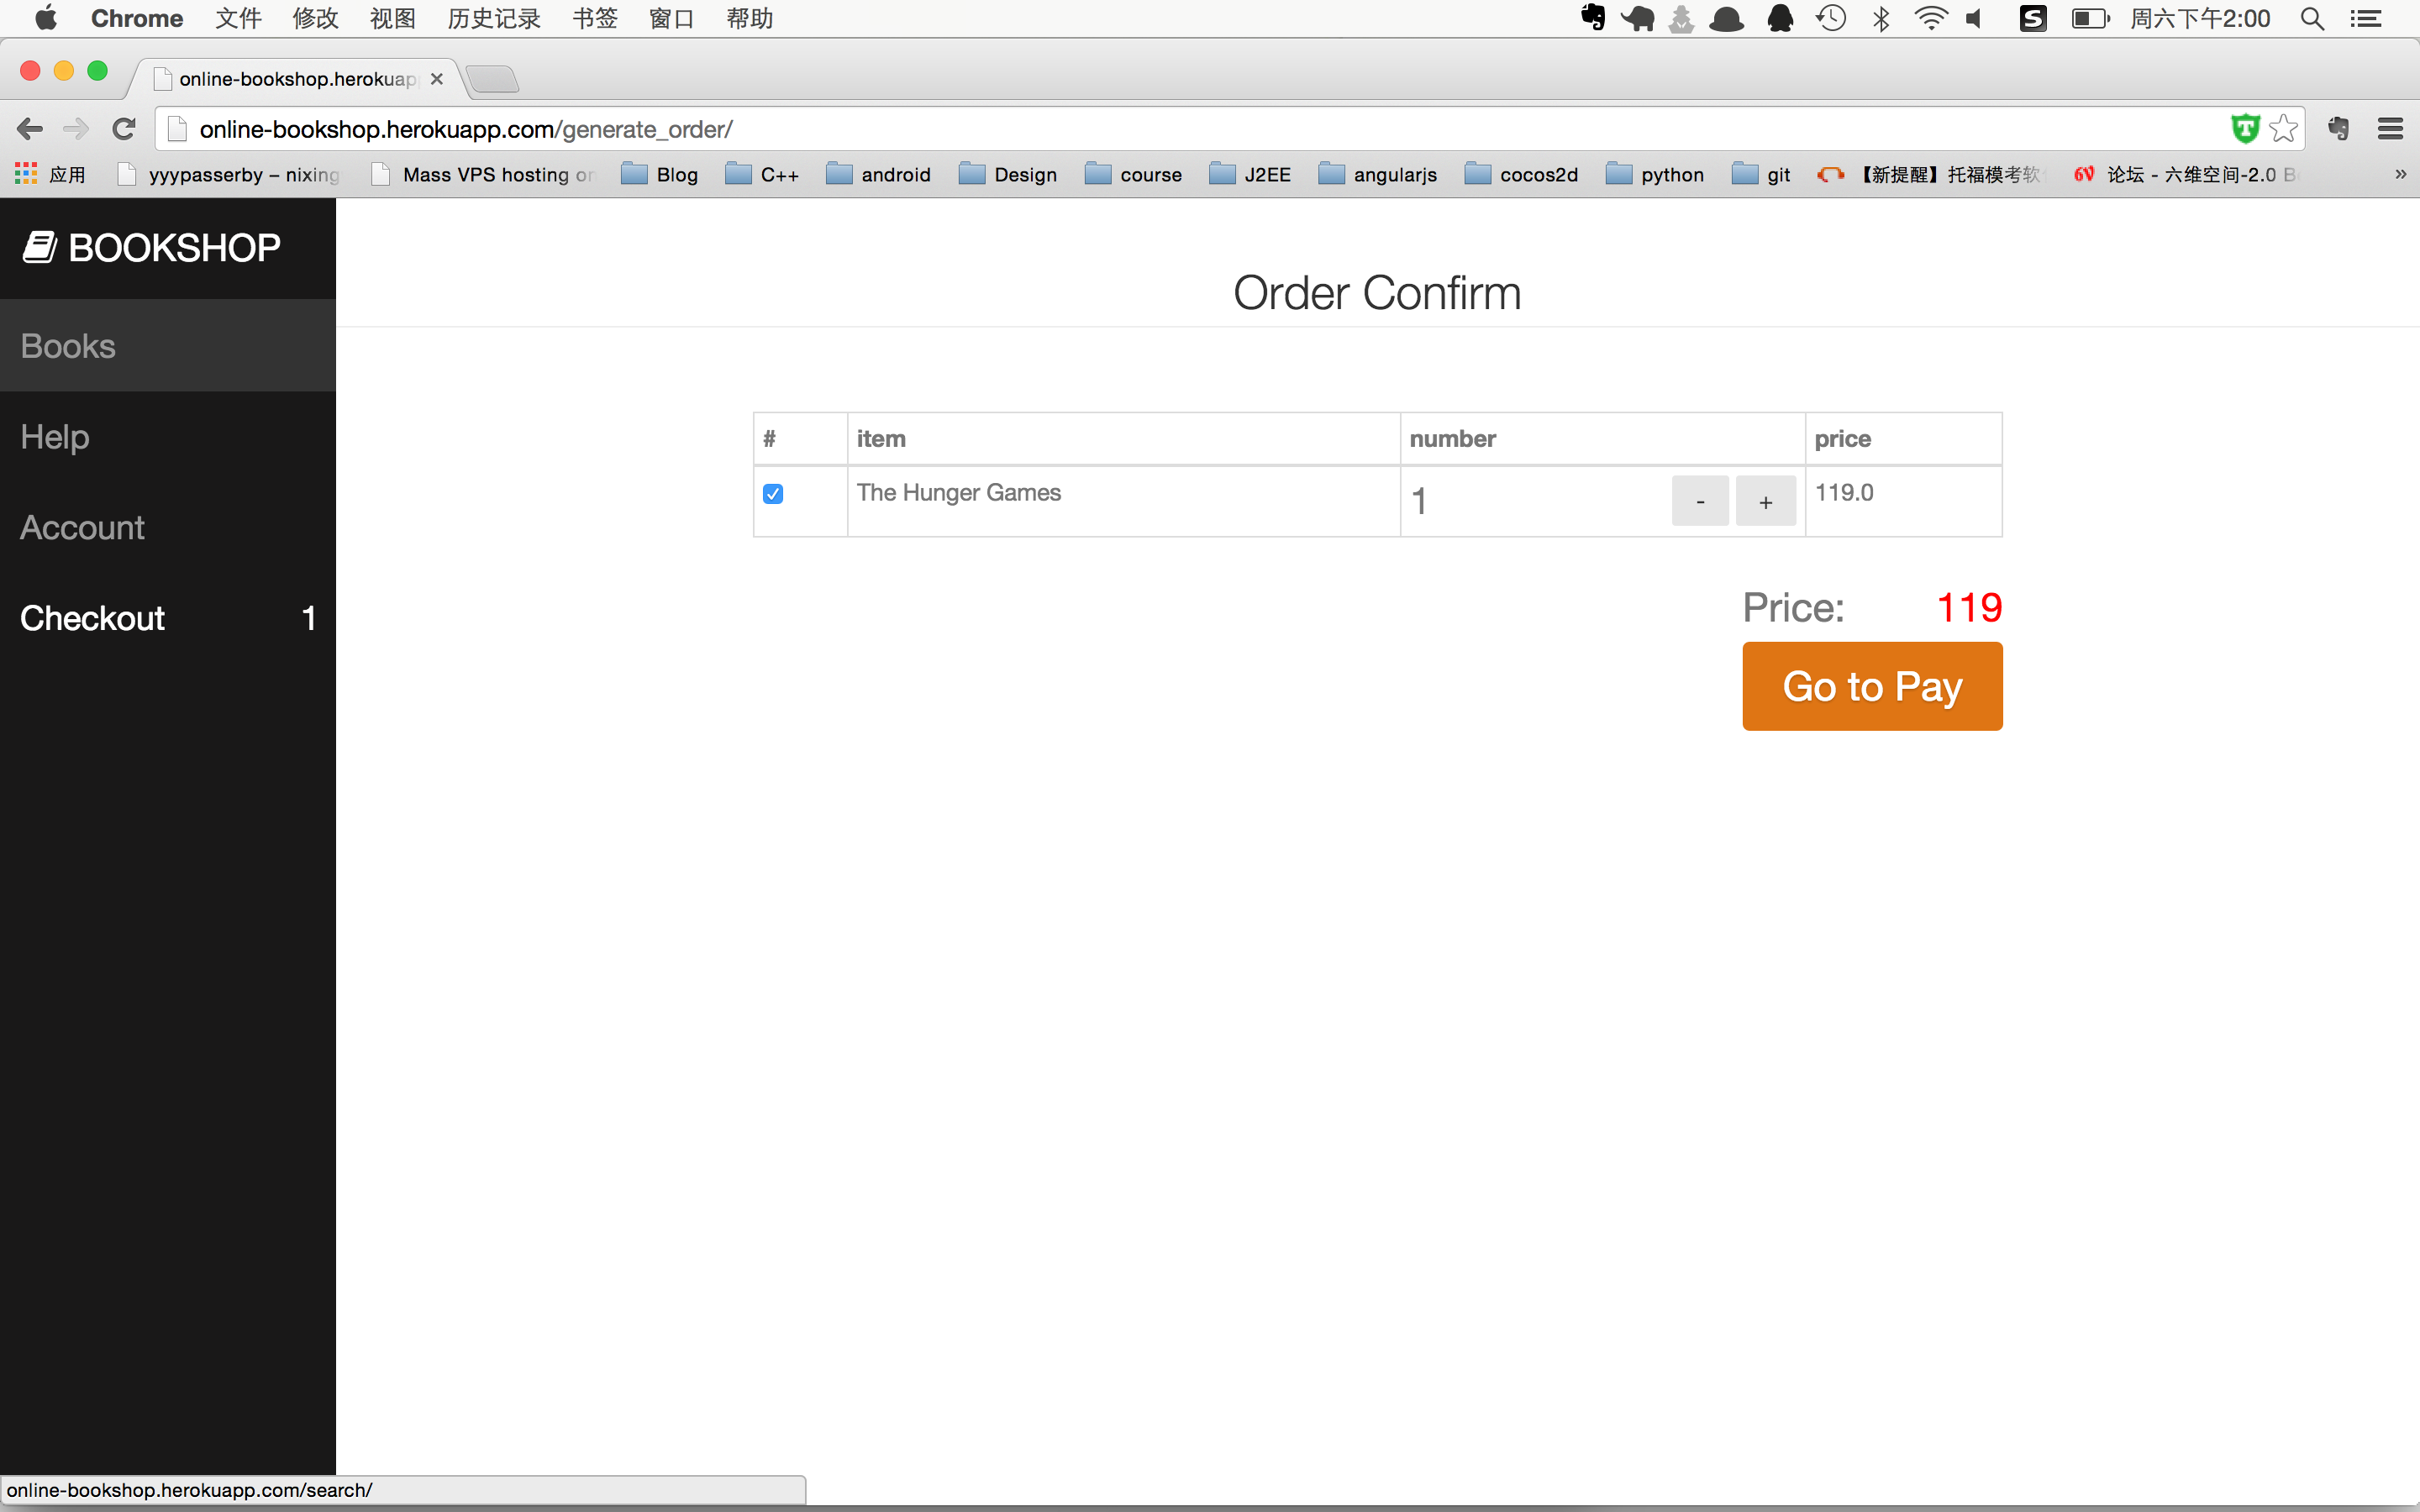 Chrome 文件 修改 视图 历史记录 书签 窗口 帮助 周六下午2:00
online-bookshop.herokuap
online-bookshop.herokuapp.com/generate_order/
应用 yyypasserby – nixing Mass VPS hosting on Blog C++ android Design course J2EE angularjs cocos2d python git 【新提醒】托福模考软 论坛 - 六维空间-2.0 B »
BOOKSHOP
Books
Help
Account
Checkout 1
Order Confirm
# item number price
The Hunger Games 1 - + 119.0
Price: 119
Go to Pay
online-bookshop.herokuapp.com/search/